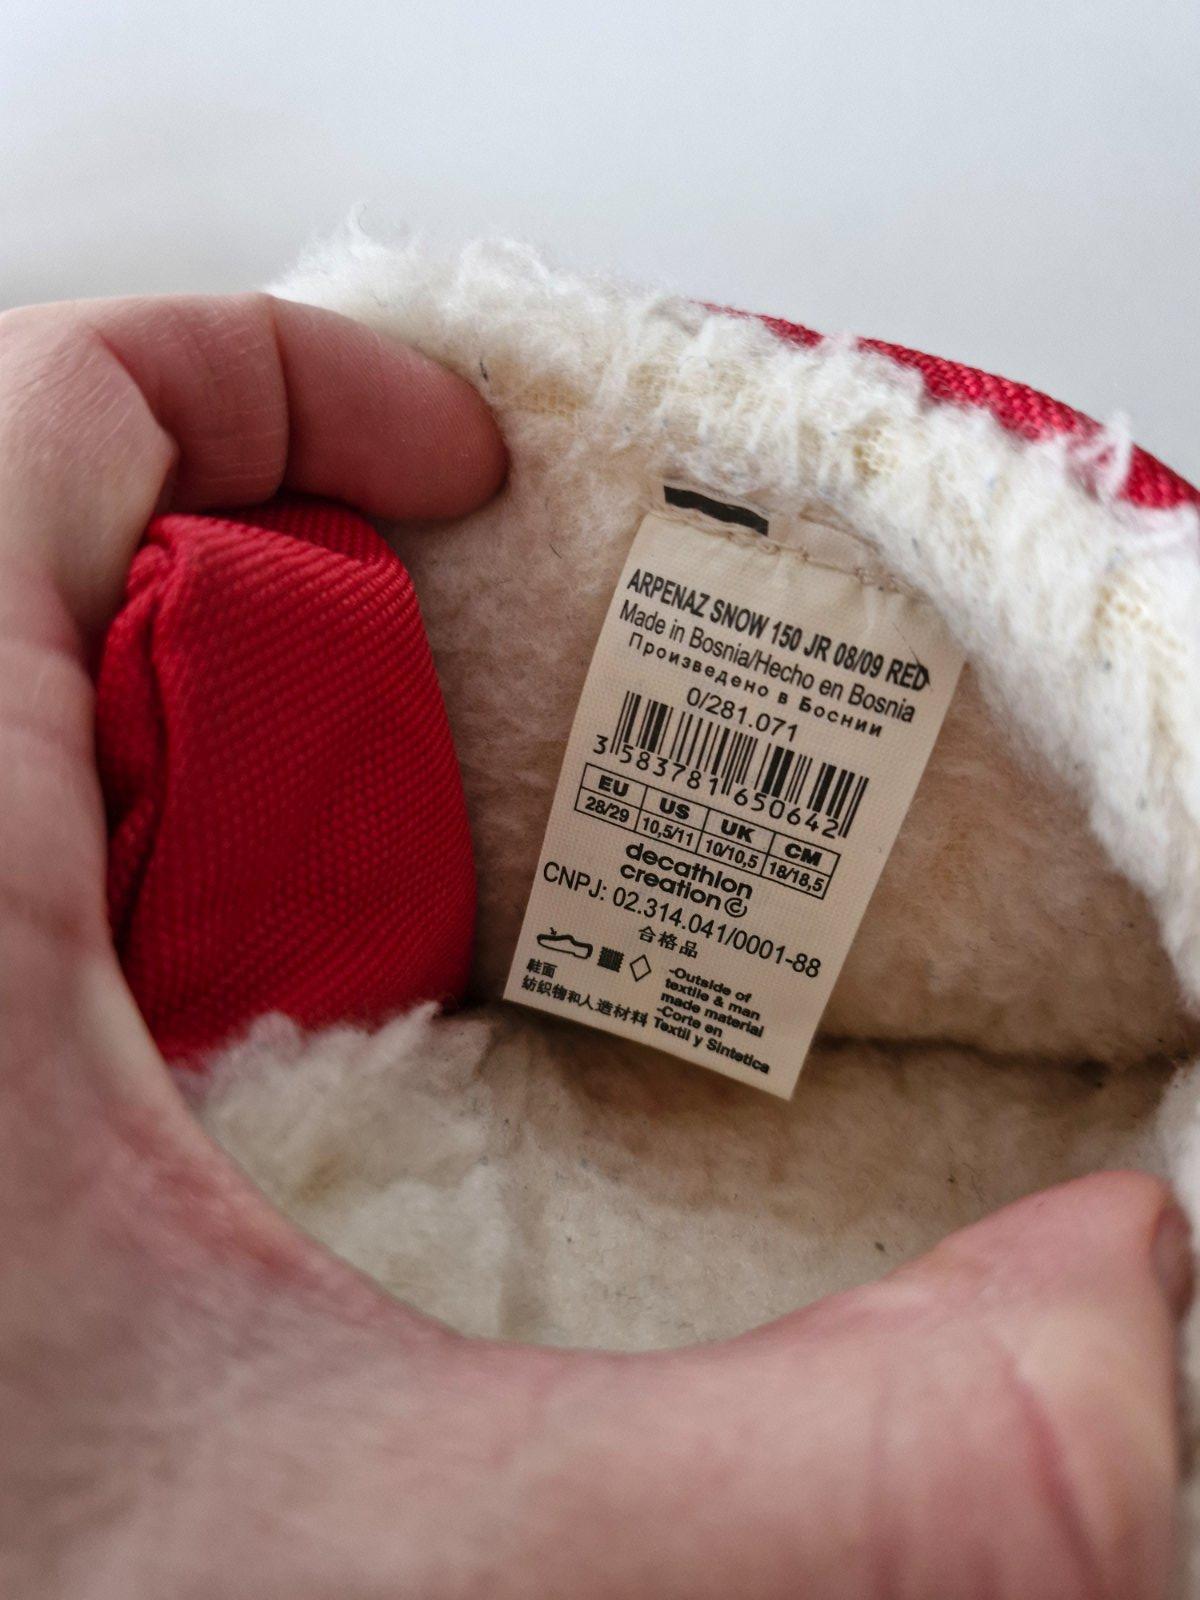 ARPENAZ SNOW 150 JR 08/09 RED
Made in Bosnia/Hecho en Bosnia
Произведено в Боснии
0/281.071
3 583781 650642
EU US UK CM
28/29 10,5/11 10/10,5 18/18,5
decathlon
creation©
CNPJ: 02.314.041/0001-88
合格品
鞋面
纺织物和人造材料
-Outside of
textile & man
made material
-Corte en
Textil y Sintetica